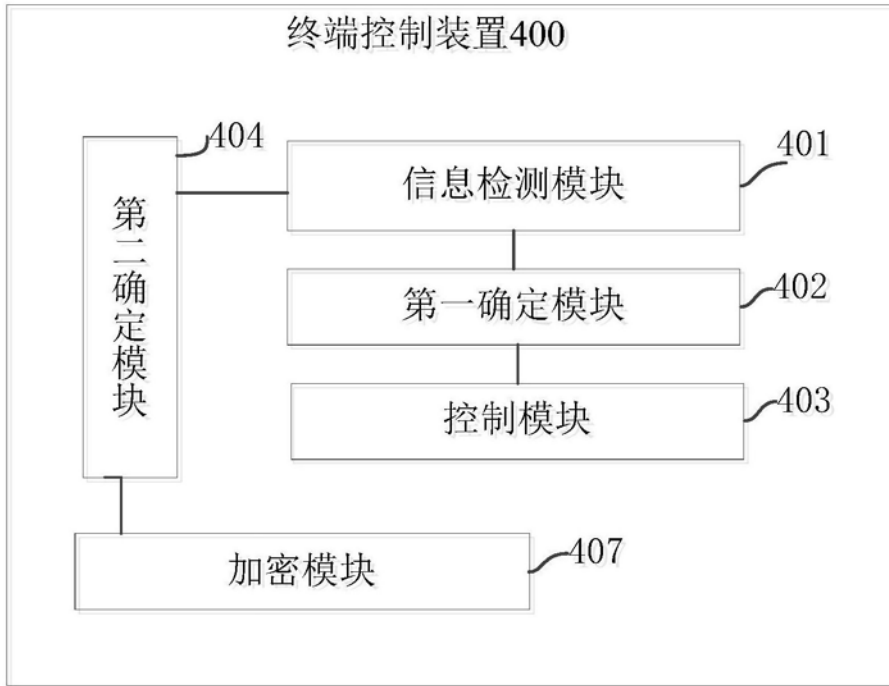 终端控制装置400
404
401
信息检测模块
第二确定模块
402
第一确定模块
403
控制模块
407
加密模块